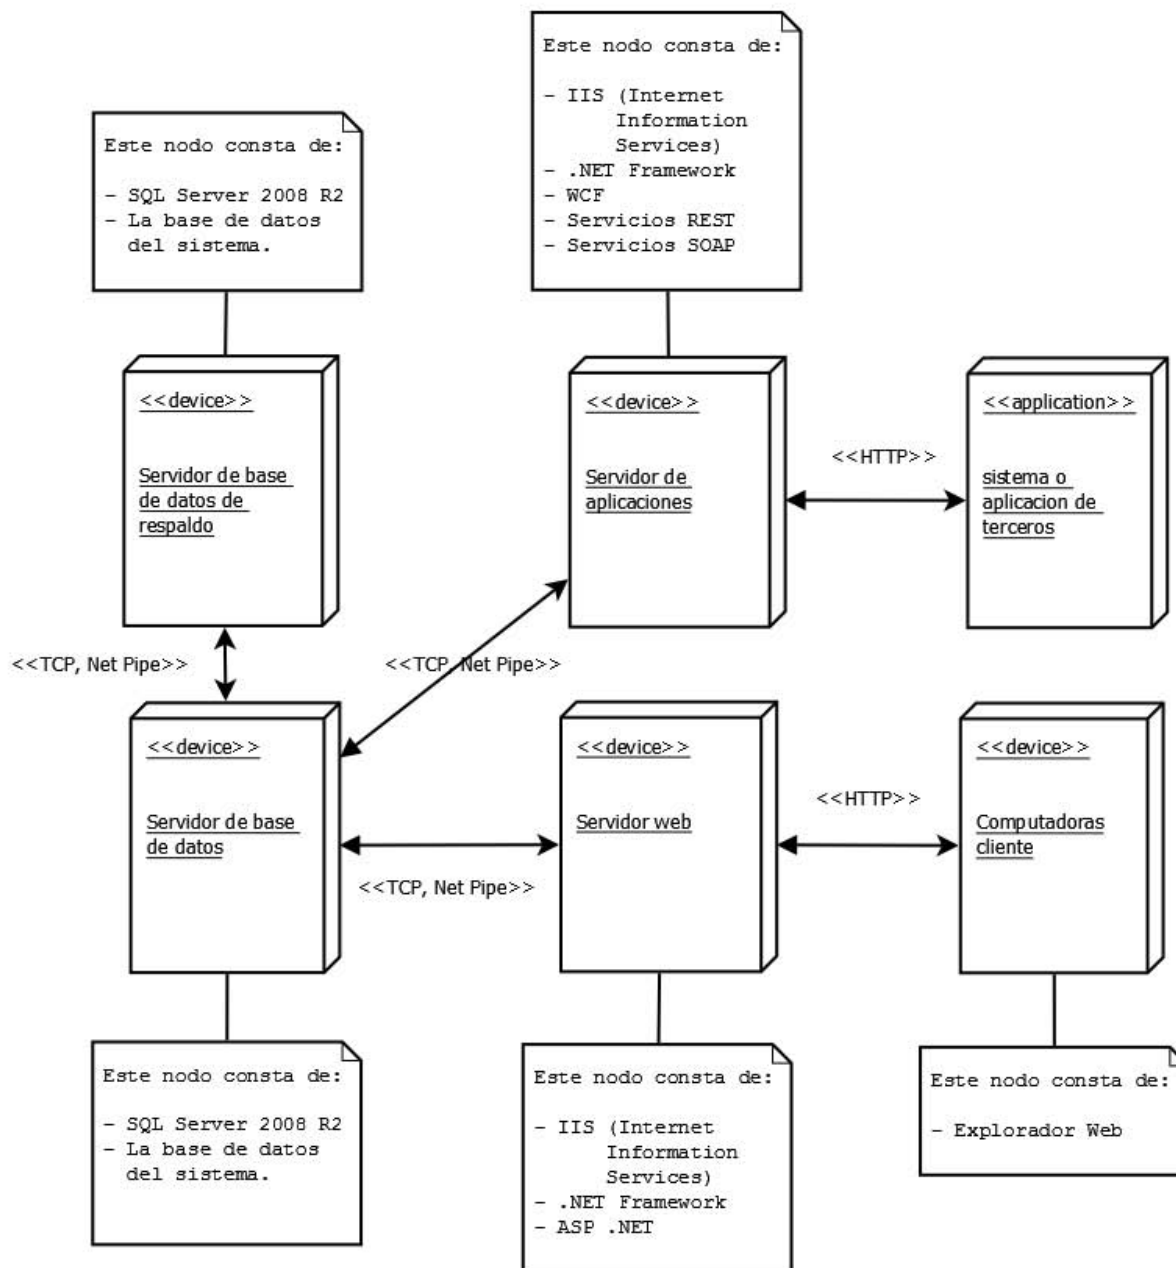 Este nodo consta de:
- IIS (Internet
Information
Services)
- .NET Framework
- WCF
- Servicios REST
- Servicios SOAP
Este nodo consta de:
- SQL Server 2008 R2
- La base de datos
del sistema.
<<device>>
Servidor de base
de datos de
respaldo
<<device>>
Servidor de
aplicaciones
<<HTTP>>
<<application>>
sistema o
aplicacion de
terceros
<<TCP, Net Pipe>>
<<TCP, Net Pipe>>
<<device>>
Servidor de base
de datos
<<TCP, Net Pipe>>
<<device>>
Servidor web
<<HTTP>>
<<device>>
Computadoras
cliente
Este nodo consta de:
- SQL Server 2008 R2
- La base de datos
del sistema.
Este nodo consta de:
- IIS (Internet
Information
Services)
- .NET Framework
- ASP .NET
Este nodo consta de:
- Explorador Web